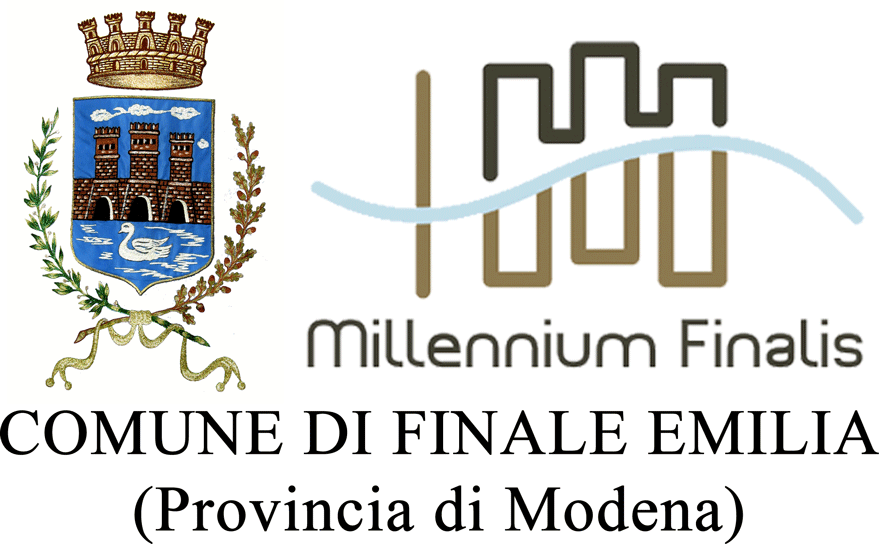 Millennium Finalis
COMUNE DI FINALE EMILIA
(Provincia di Modena)